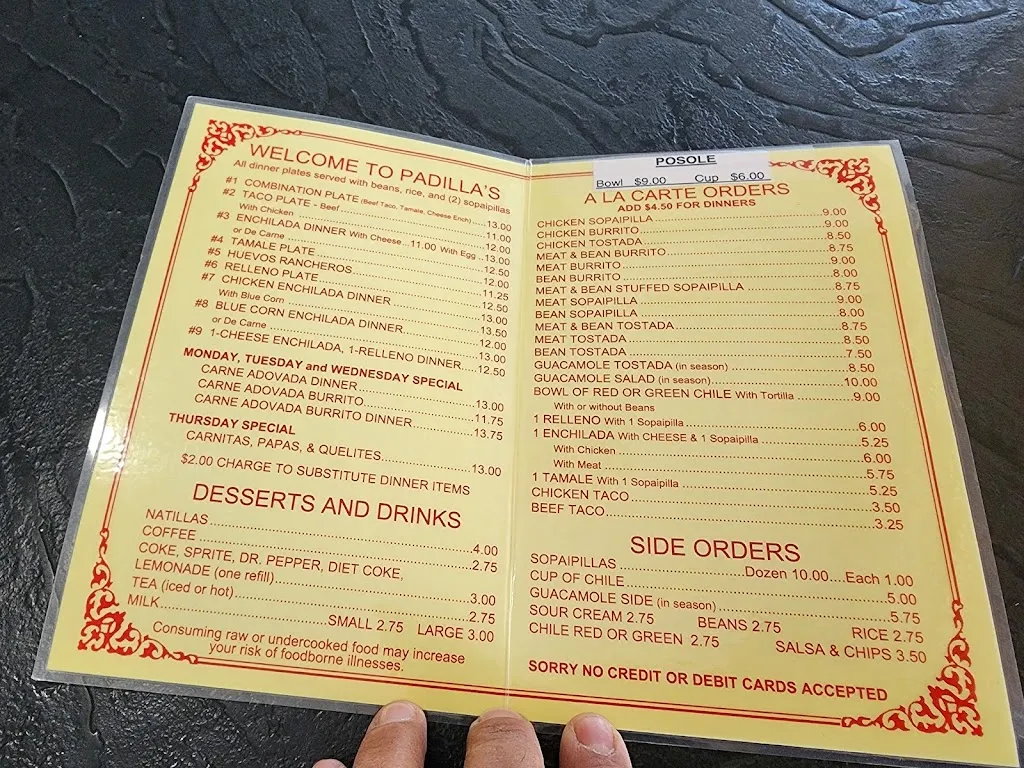 WELCOME TO PADILLA'S
All dinner plates served with beans, rice, and (2) sopaipillas
#1 COMBINATION PLATE (Beef Taco, Tamale, Cheese Ench)....13.00
#2 TACO PLATE - Beef....11.00
With Chicken....12.00
#3 ENCHILADA DINNER With Cheese...11.00 With Egg..13.00
or De Carne....12.50
#4 TAMALE PLATE....12.00
#5 HUEVOS RANCHEROS....11.25
#6 RELLENO PLATE....12.50
#7 CHICKEN ENCHILADA DINNER....13.00
With Blue Corn....13.50
#8 BLUE CORN ENCHILADA DINNER....12.00
or De Carne....13.00
#9 1-CHEESE ENCHILADA, 1-RELLENO DINNER....12.50
MONDAY, TUESDAY and WEDNESDAY SPECIAL
CARNE ADOVADA DINNER....13.00
CARNE ADOVADA BURRITO....11.75
CARNE ADOVADA BURRITO DINNER....13.75
THURSDAY SPECIAL
CARNITAS, PAPAS, & QUELITES....13.00
$2.00 CHARGE TO SUBSTITUTE DINNER ITEMS
DESSERTS AND DRINKS
NATILLAS....4.00
COFFEE....2.75
COKE, SPRITE, DR. PEPPER, DIET COKE,
LEMONADE (one refill)....3.00
TEA (iced or hot)....2.75
MILK....SMALL 2.75 LARGE 3.00
Consuming raw or undercooked food may increase
your risk of foodborne illnesses.
POSOLE
Bowl $9.00 Cup $6.00
A LA CARTE ORDERS
ADD $4.50 FOR DINNERS
CHICKEN SOPAIPILLA....9.00
CHICKEN BURRITO....9.00
CHICKEN TOSTADA....8.50
MEAT & BEAN BURRITO....8.75
MEAT BURRITO....9.00
BEAN BURRITO....8.00
MEAT & BEAN STUFFED SOPAIPILLA....8.75
MEAT SOPAIPILLA....9.00
BEAN SOPAIPILLA....8.00
MEAT & BEAN TOSTADA....8.75
MEAT TOSTADA....8.50
BEAN TOSTADA....7.50
GUACAMOLE TOSTADA (in season)....8.50
GUACAMOLE SALAD (in season)....10.00
BOWL OF RED OR GREEN CHILE With Tortilla....9.00
With or without Beans
1 RELLENO With 1 Sopaipilla....6.00
1 ENCHILADA With CHEESE & 1 Sopaipilla....5.25
With Chicken....6.00
With Meat....5.75
1 TAMALE With 1 Sopaipilla....5.25
CHICKEN TACO....3.50
BEEF TACO....3.25
SIDE ORDERS
SOPAIPILLAS....Dozen 10.00....Each 1.00
CUP OF CHILE....5.00
GUACAMOLE SIDE (in season)....5.75
SOUR CREAM 2.75 BEANS 2.75 RICE 2.75
CHILE RED OR GREEN 2.75 SALSA & CHIPS 3.50
SORRY NO CREDIT OR DEBIT CARDS ACCEPTED